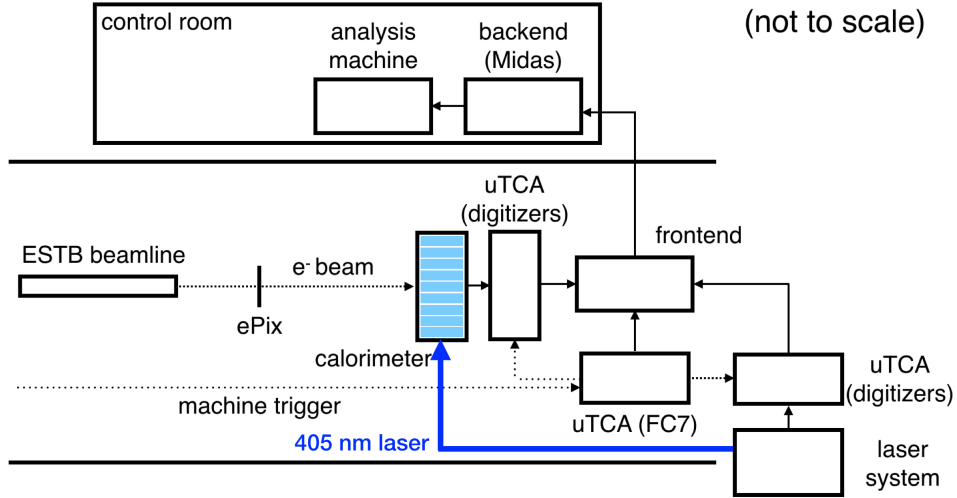 control room
analysis
machine
backend
(Midas)
(not to scale)
uTCA
(digitizers)
frontend
ESTB beamline
e- beam
ePix
calorimeter
machine trigger
uTCA (FC7)
uTCA
(digitizers)
405 nm laser
laser
system